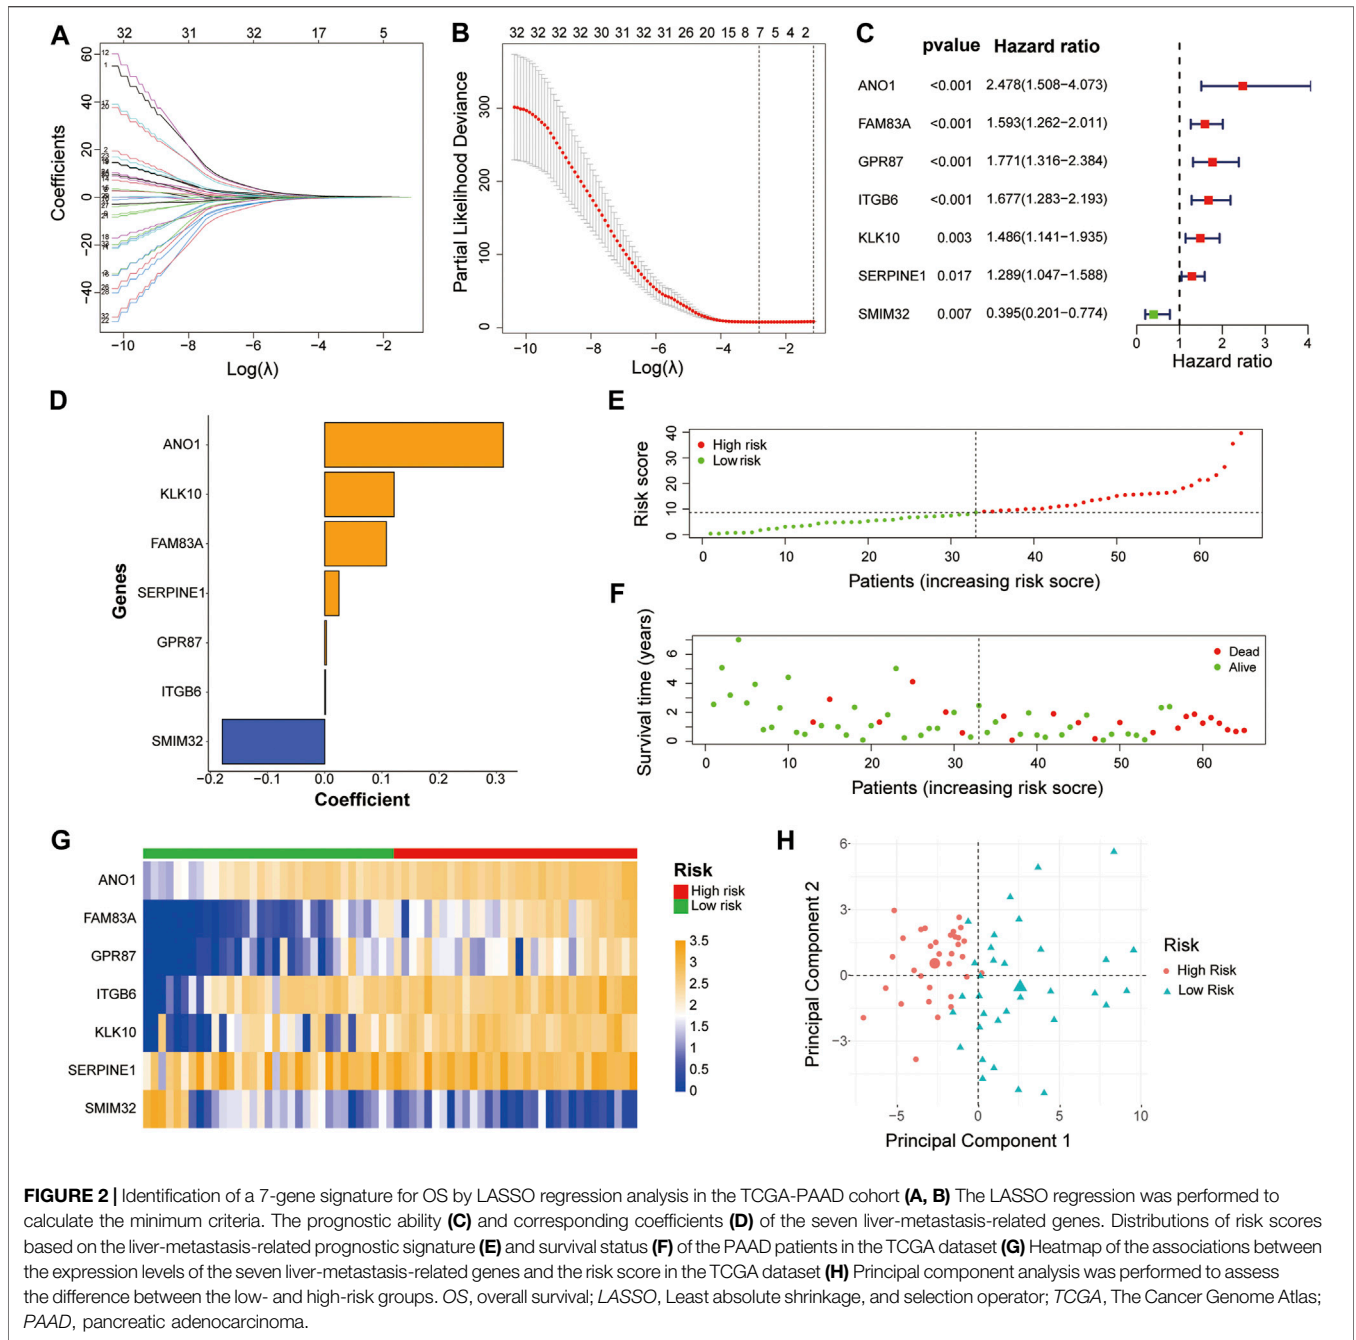 A
32 31 32 17 5
Coefficients
60
40
20
0
−20
−40
−10 −8 −6 −4 −2
Log(λ)
B
32 32 32 32 30 31 32 31 26 20 15 8 7 5 4 2
Partial Likelihood Deviance
300
200
100
0
−10 −8 −6 −4 −2
Log(λ)
C
pvalue Hazard ratio
ANO1 <0.001 2.478(1.508−4.073)
FAM83A <0.001 1.593(1.262−2.011)
GPR87 <0.001 1.771(1.316−2.384)
ITGB6 <0.001 1.677(1.283−2.193)
KLK10 0.003 1.486(1.141−1.935)
SERPINE1 0.017 1.289(1.047−1.588)
SMIM32 0.007 0.395(0.201−0.774)
0 1 2 3 4
Hazard ratio
D
Genes
ANO1
KLK10
FAM83A
SERPINE1
GPR87
ITGB6
SMIM32
−0.2 −0.1 0.0 0.1 0.2 0.3
Coefficient
E
Risk score
40
30
20
10
0
High risk
Low risk
0 10 20 30 40 50 60
Patients (increasing risk socre)
F
Survival time (years)
6
4
2
0
Dead
Alive
0 10 20 30 40 50 60
Patients (increasing risk socre)
G
ANO1
FAM83A
GPR87
ITGB6
KLK10
SERPINE1
SMIM32
Risk
High risk
Low risk
3.5
3
2.5
2
1.5
1
0.5
0
H
Principal Component 2
6
3
0
−3
−5 0 5 10
Principal Component 1
Risk
High Risk
Low Risk
FIGURE 2 | Identification of a 7-gene signature for OS by LASSO regression analysis in the TCGA-PAAD cohort (A, B) The LASSO regression was performed to
calculate the minimum criteria. The prognostic ability (C) and corresponding coefficients (D) of the seven liver-metastasis-related genes. Distributions of risk scores
based on the liver-metastasis-related prognostic signature (E) and survival status (F) of the PAAD patients in the TCGA dataset (G) Heatmap of the associations between
the expression levels of the seven liver-metastasis-related genes and the risk score in the TCGA dataset (H) Principal component analysis was performed to assess
the difference between the low- and high-risk groups. OS, overall survival; LASSO, Least absolute shrinkage, and selection operator; TCGA, The Cancer Genome Atlas;
PAAD, pancreatic adenocarcinoma.